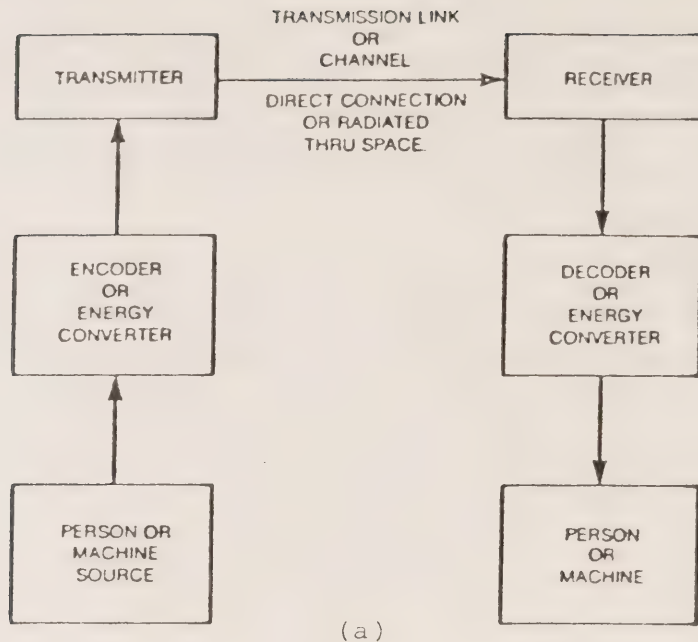 TRANSMISSION LINK
OR
CHANNEL
TRANSMITTER
RECEIVER
DIRECT CONNECTION
OR RADIATED
THRU SPACE.
ENCODER
OR
ENERGY
CONVERTER
DECODER
OR
ENERGY
CONVERTER
PERSON OR
MACHINE
SOURCE
PERSON
OR
MACHINE
(a)